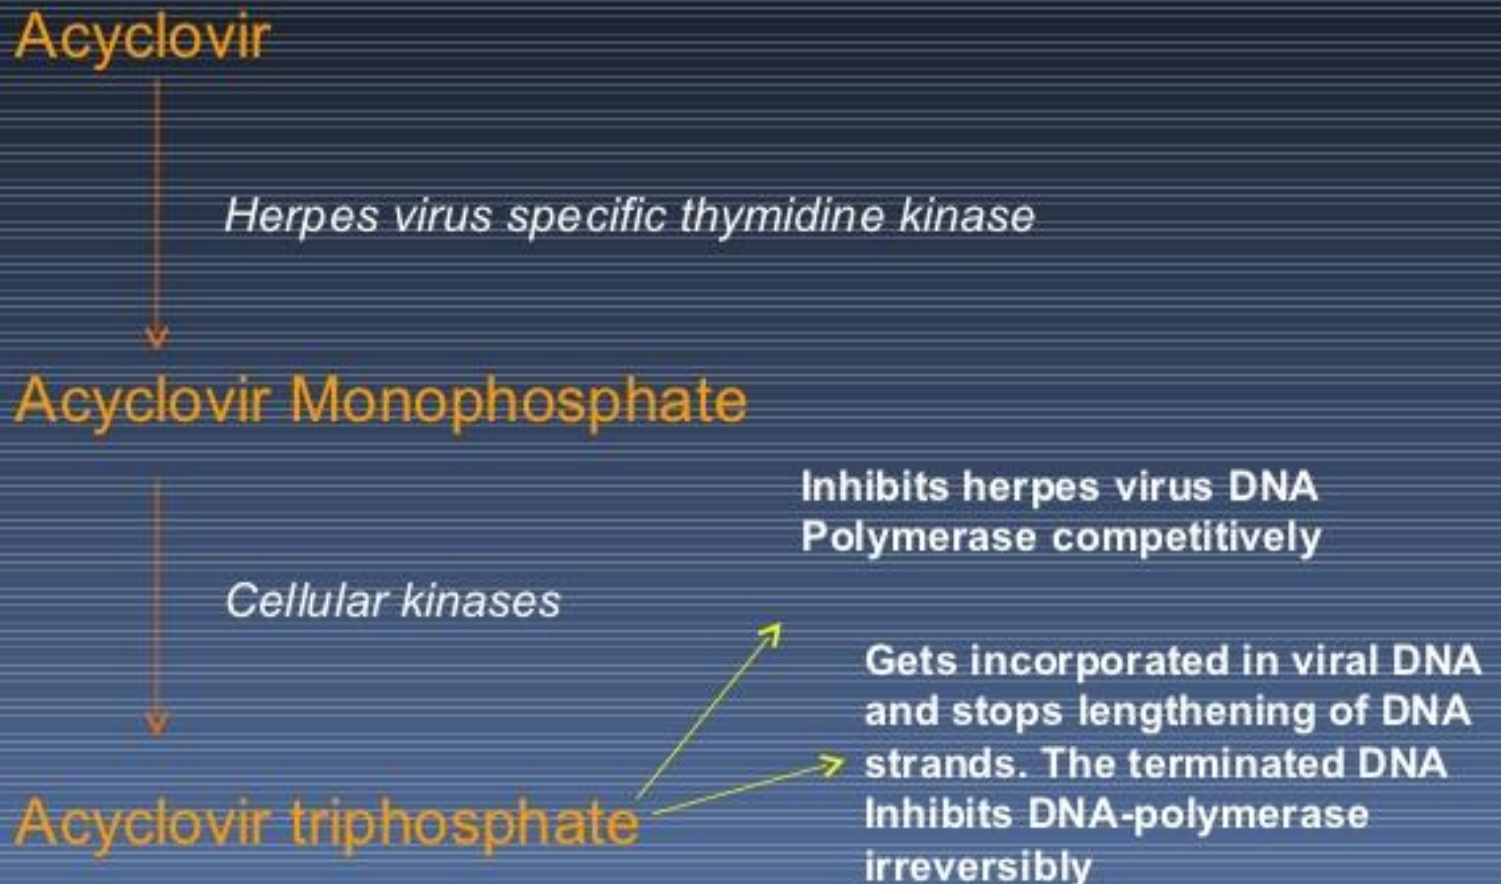 Acyclovir
Herpes virus specific thymidine kinase
Acyclovir Monophosphate
Inhibits herpes virus DNA
Polymerase competitively
Cellular kinases
Gets incorporated in viral DNA
and stops lengthening of DNA
strands. The terminated DNA
Inhibits DNA-polymerase
irreversibly
Acyclovir triphosphate